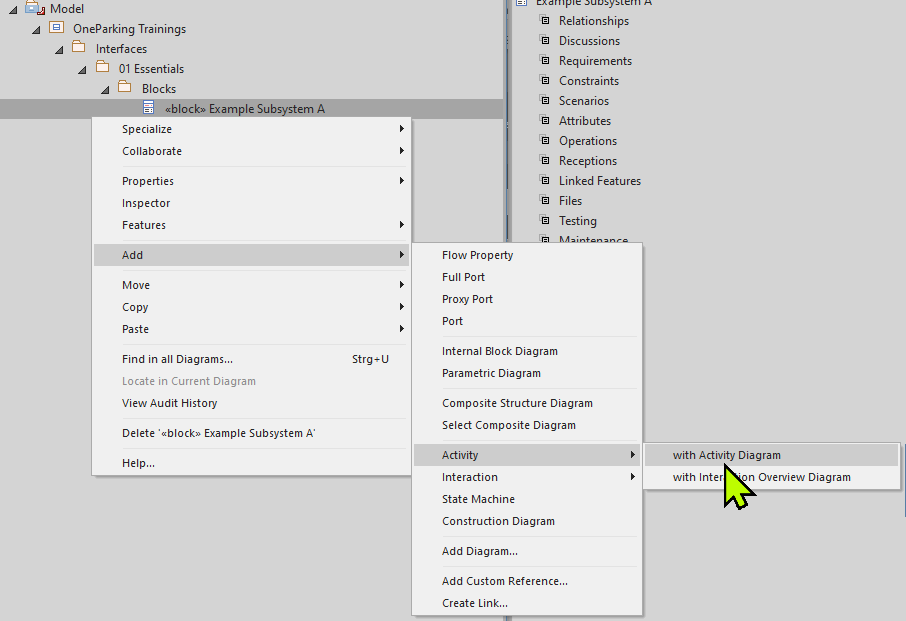 Model
OneParking Trainings
Interfaces
01 Essentials
Blocks
«block» Example Subsystem A
Specialize
Collaborate
Properties
Inspector
Features
Add
Move
Copy
Paste
Find in all Diagrams... Strg+U
Locate in Current Diagram
View Audit History
Delete '«block» Example Subsystem A'
Help...
Flow Property
Full Port
Proxy Port
Port
Internal Block Diagram
Parametric Diagram
Composite Structure Diagram
Select Composite Diagram
Activity
Interaction
State Machine
Construction Diagram
Add Diagram...
Add Custom Reference...
Create Link...
with Activity Diagram
with Interaction Overview Diagram
Example Subsystem A
Relationships
Discussions
Requirements
Constraints
Scenarios
Attributes
Operations
Receptions
Linked Features
Files
Testing
Maintenance